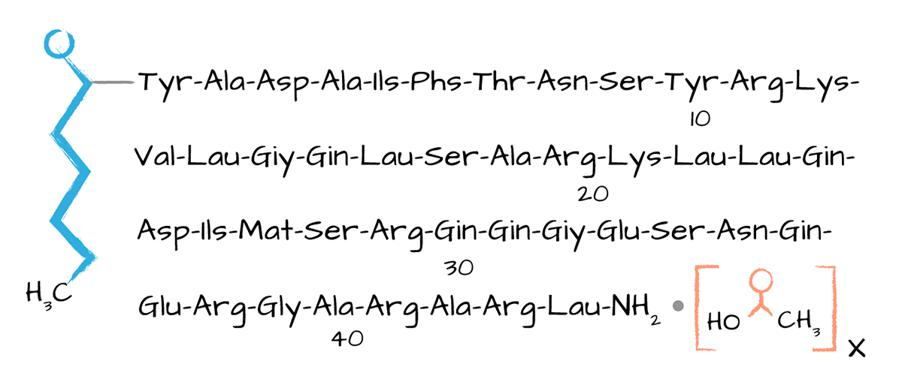 Tyr-Ala-Asp-Ala-Ils-Phs-Thr-Asn-Ser-Tyr-Arg-Lys-
10
Val-Lau-Giy-Gin-Lau-Ser-Ala-Arg-Lys-Lau-Lau-Gin-
20
Asp-Ils-Mat-Ser-Arg-Gin-Gin-Giy-Glu-Ser-Asn-Gin-
30
H3C
Glu-Arg-Gly-Ala-Arg-Ala-Arg-Lau-NH2 • [HO CH3] X
40